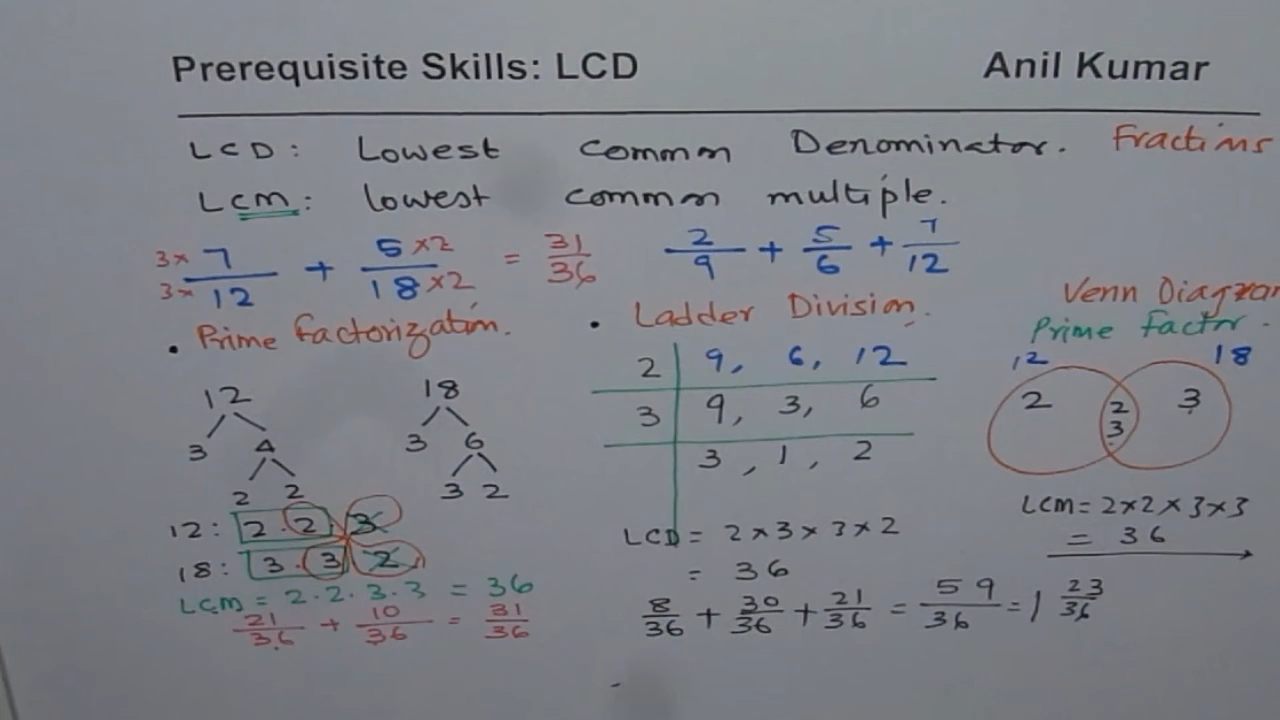 Prerequisite Skills: LCD Anil Kumar
LCD: Lowest common Denominator. Fractions
Lcm: lowest common multiple.
3× 7/3× 12 + 5×2/18×2 = 31/36
2/9 + 5/6 + 7/12
• Prime Factorization.
12
3 4
2 2
18
3 6
3 2
12: 2 · 2 · 3
18: 3 · 3 · 2
LCM = 2·2·3·3 = 36
21/36 + 10/36 = 31/36
• Ladder Division.
2 | 9, 6, 12
3 | 9, 3, 6
3, 1, 2
LCD = 2×3×3×2
= 36
8/36 + 30/36 + 21/36 = 59/36 = 1 23/36
Venn Diagram
Prime factor.
12 18
2 2 3
3
LCM = 2×2×3×3
= 36